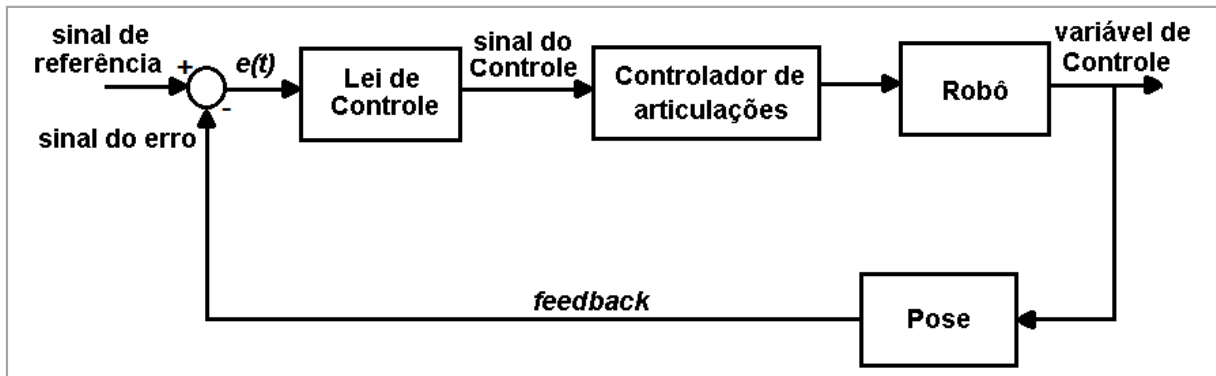 sinal de
referência
+
e(t)
-
sinal do erro
Lei de
Controle
sinal do
Controle
Controlador de
articulações
Robô
variável de
Controle
feedback
Pose